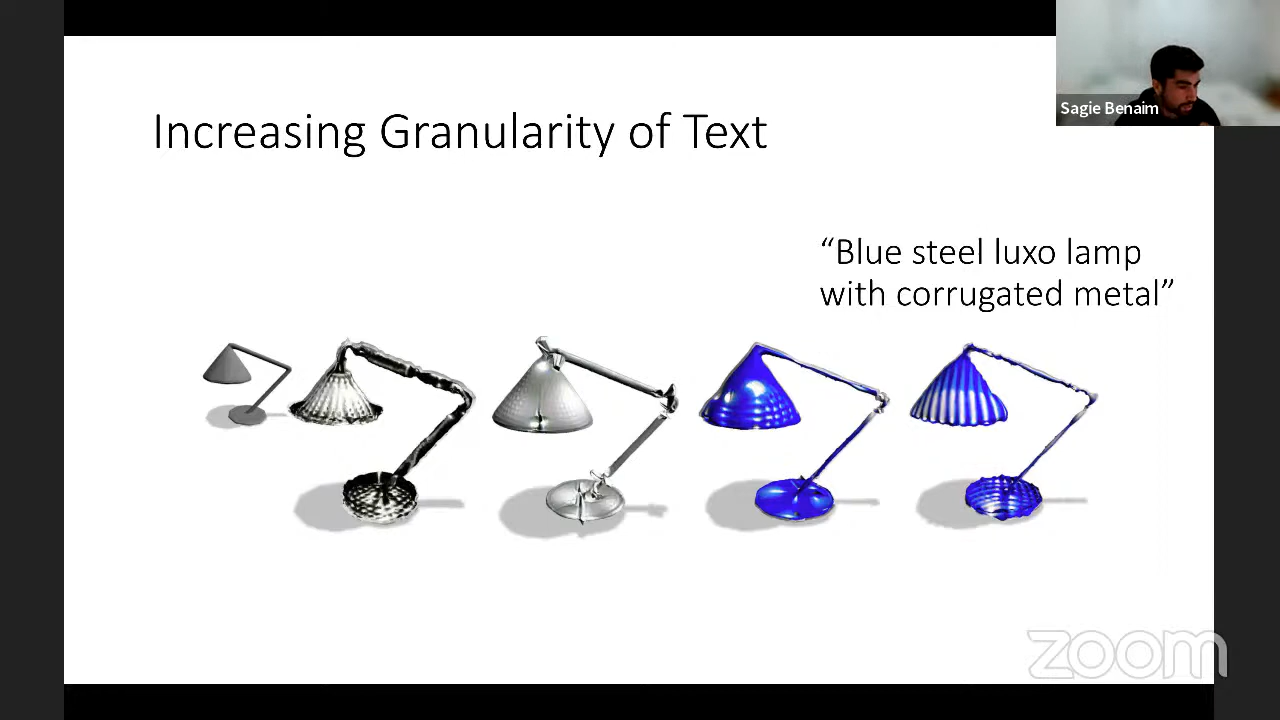 Sagie Benaim
Increasing Granularity of Text
“Blue steel luxo lamp
with corrugated metal”
zoom